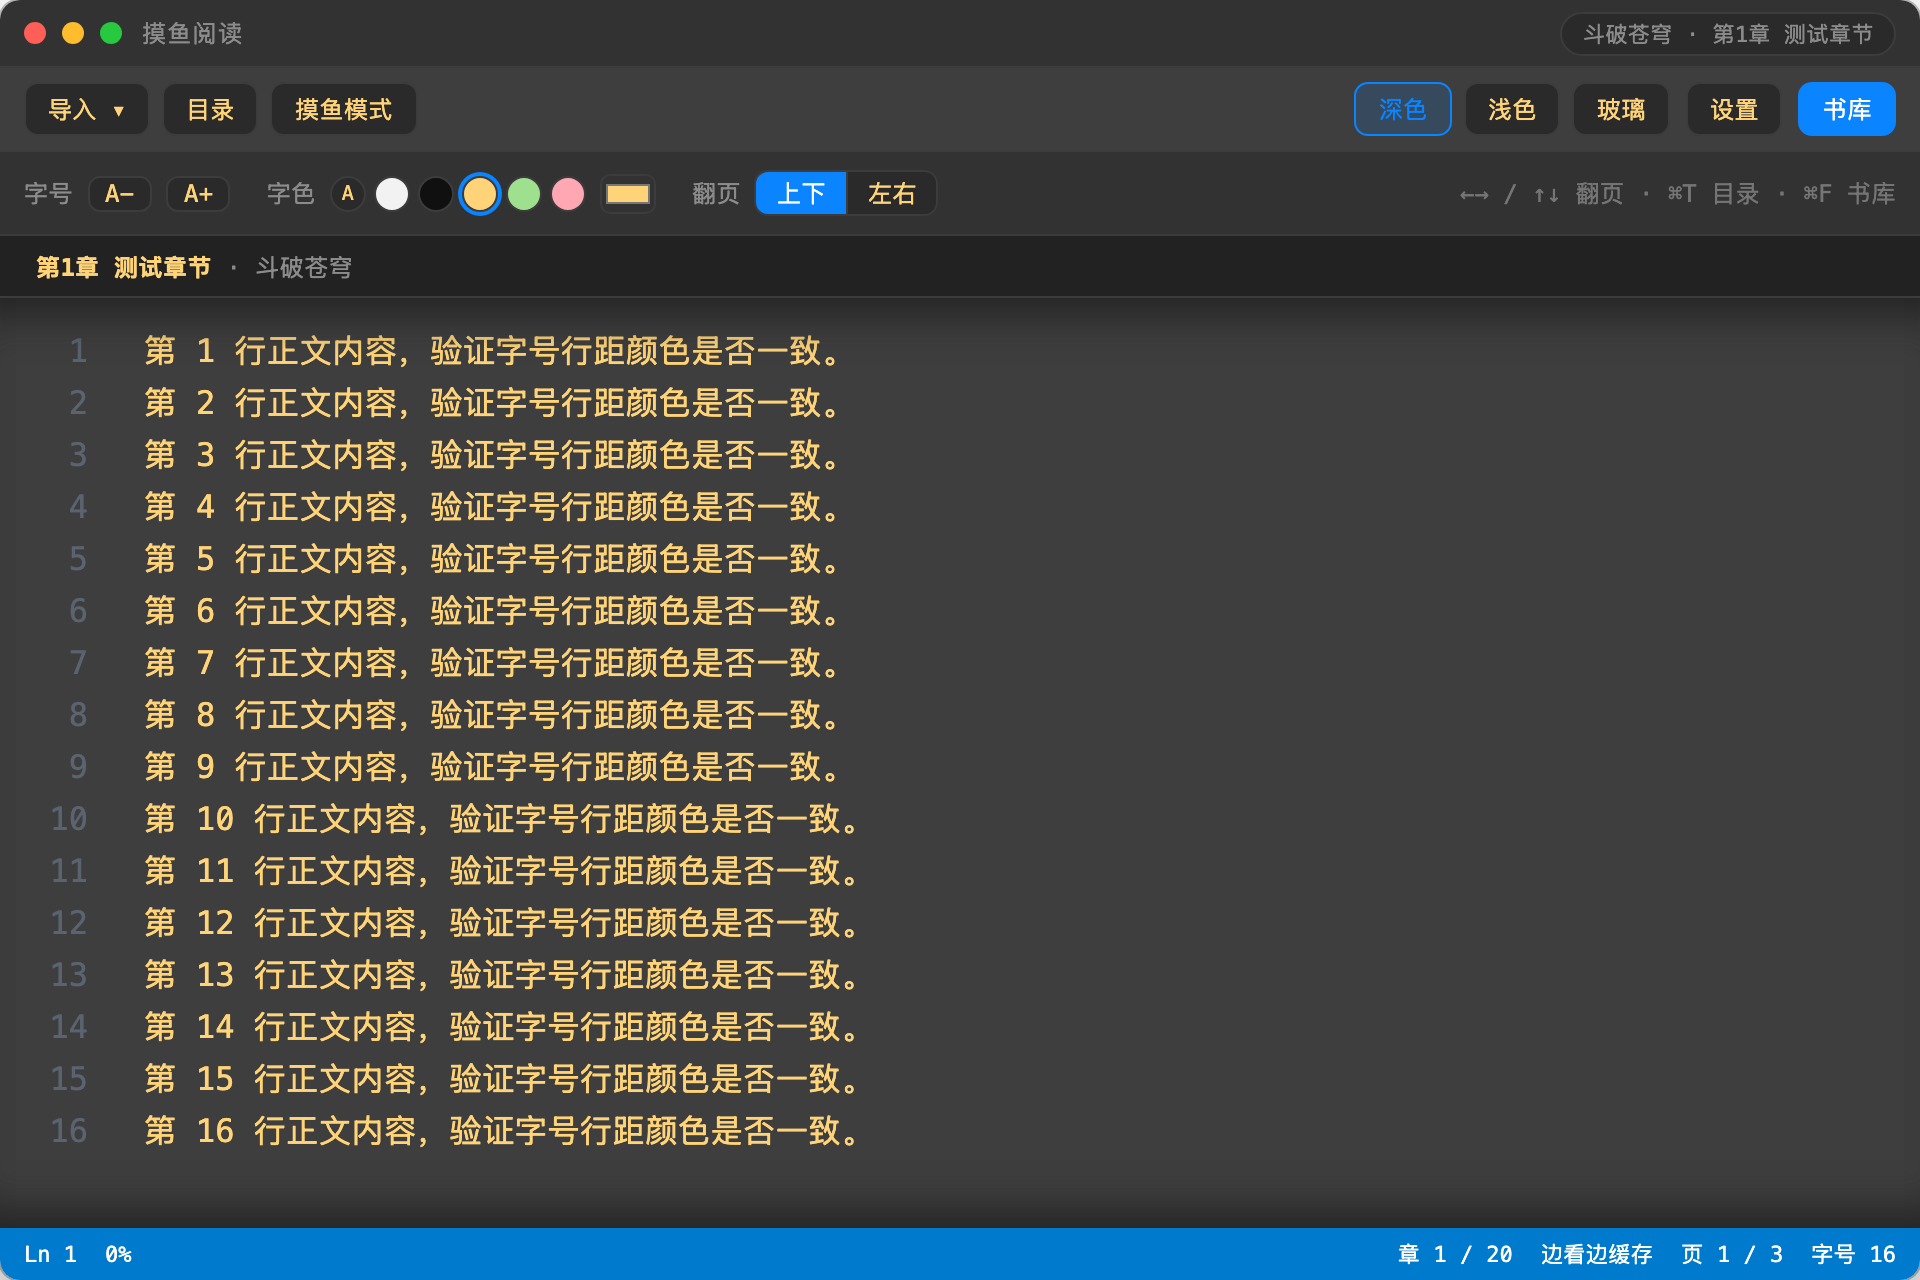 摸鱼阅读 斗破苍穹 · 第1章 测试章节
导入 ▾ 目录 摸鱼模式 深色 浅色 玻璃 设置 书库
字号 A− A+ 字色 A 翻页 上下 左右 ←→ / ↑↓ 翻页 · ⌘T 目录 · ⌘F 书库
第1章 测试章节 · 斗破苍穹
1 第 1 行正文内容，验证字号行距颜色是否一致。
2 第 2 行正文内容，验证字号行距颜色是否一致。
3 第 3 行正文内容，验证字号行距颜色是否一致。
4 第 4 行正文内容，验证字号行距颜色是否一致。
5 第 5 行正文内容，验证字号行距颜色是否一致。
6 第 6 行正文内容，验证字号行距颜色是否一致。
7 第 7 行正文内容，验证字号行距颜色是否一致。
8 第 8 行正文内容，验证字号行距颜色是否一致。
9 第 9 行正文内容，验证字号行距颜色是否一致。
10 第 10 行正文内容，验证字号行距颜色是否一致。
11 第 11 行正文内容，验证字号行距颜色是否一致。
12 第 12 行正文内容，验证字号行距颜色是否一致。
13 第 13 行正文内容，验证字号行距颜色是否一致。
14 第 14 行正文内容，验证字号行距颜色是否一致。
15 第 15 行正文内容，验证字号行距颜色是否一致。
16 第 16 行正文内容，验证字号行距颜色是否一致。
Ln 1 0% 章 1 / 20 边看边缓存 页 1 / 3 字号 16